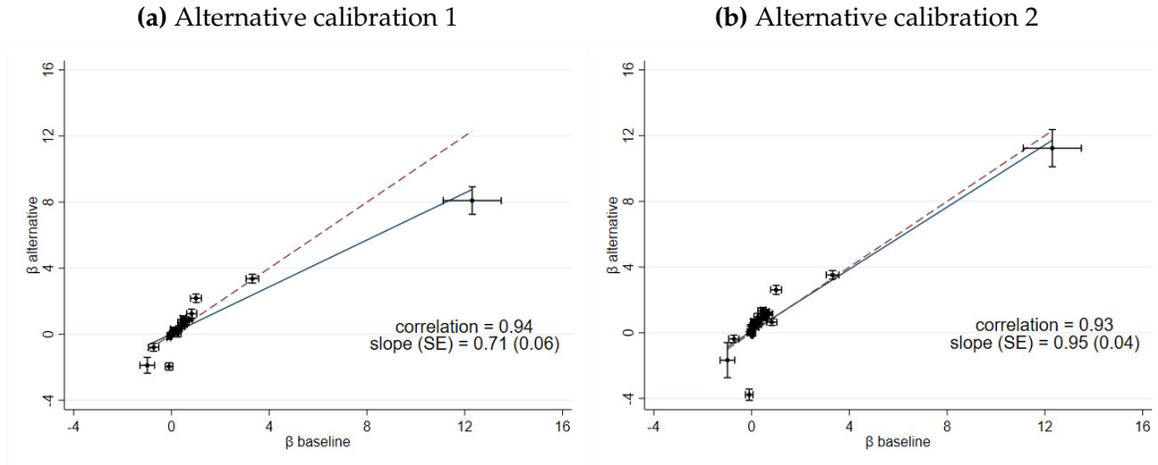 (a) Alternative calibration 1
16
12
8
4
0
-4
β alternative
correlation = 0.94
slope (SE) = 0.71 (0.06)
-4 0 4 8 12 16
β baseline
(b) Alternative calibration 2
16
12
8
4
0
-4
β alternative
correlation = 0.93
slope (SE) = 0.95 (0.04)
-4 0 4 8 12 16
β baseline